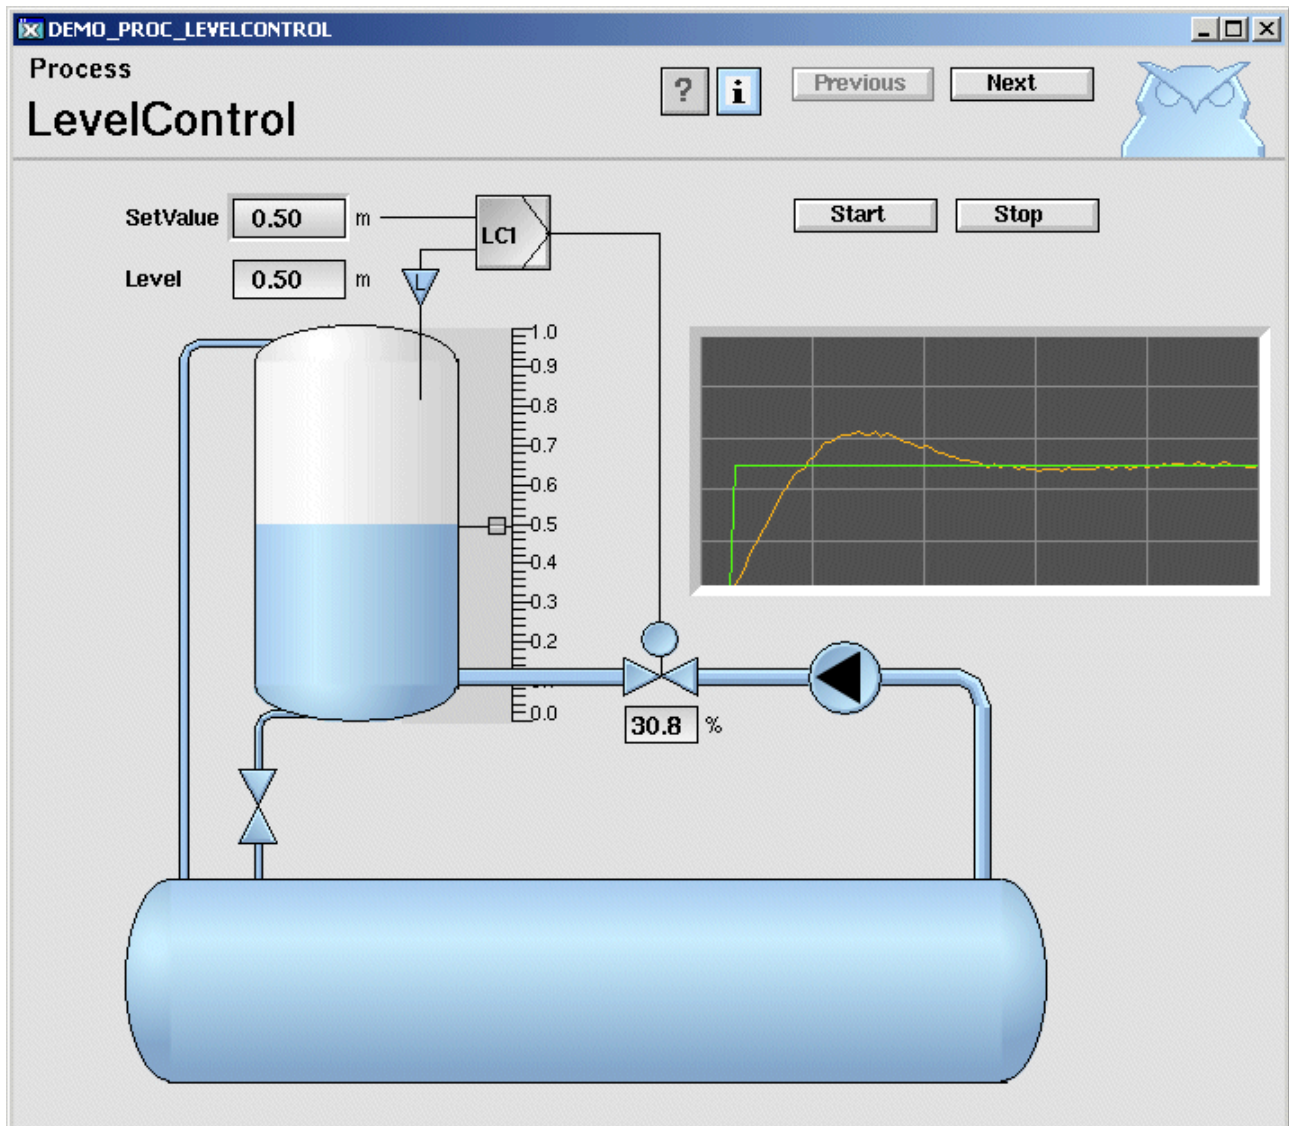 DEMO_PROC_LEVELCONTROL
Process
LevelControl
? i Previous Next
SetValue 0.50 m
LC1
Start Stop
Level 0.50 m
L
1.0
0.9
0.8
0.7
0.6
0.5
0.4
0.3
0.2
0.0
30.8 %